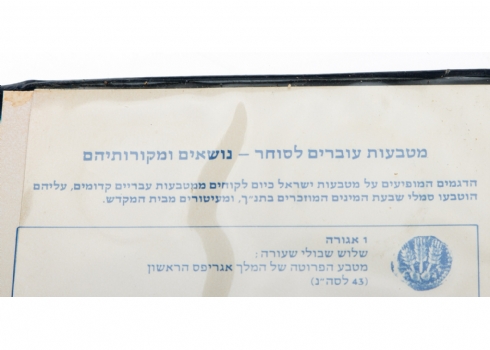 מטבעות עוברים לסוחר – נושאים ומקורותיהם
הדגמים המופיעים על מטבעות ישראל כיום לקוחים ממטבעות עבריים קדומים, עליהם
הוטבעו סמלי שבעת המינים המוזכרים בתנ״ך, ומעיטורים מבית המקדש.
1 אגורה
שלוש שבולי שעורה:
מטבע הפרוטה של המלך אגריפס הראשון
(43 לסה״נ)